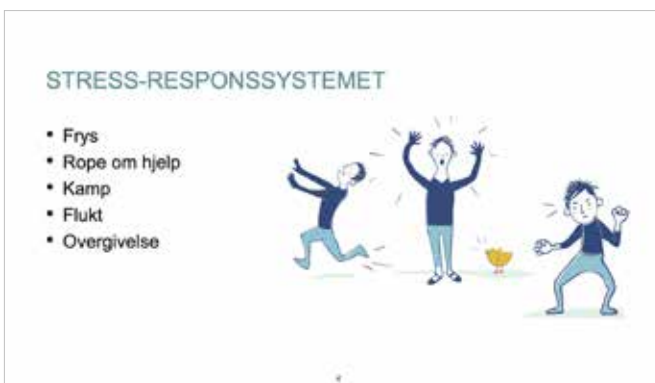 STRESS-RESPONSSYSTEMET
• Frys
• Rope om hjelp
• Kamp
• Flukt
• Overgivelse